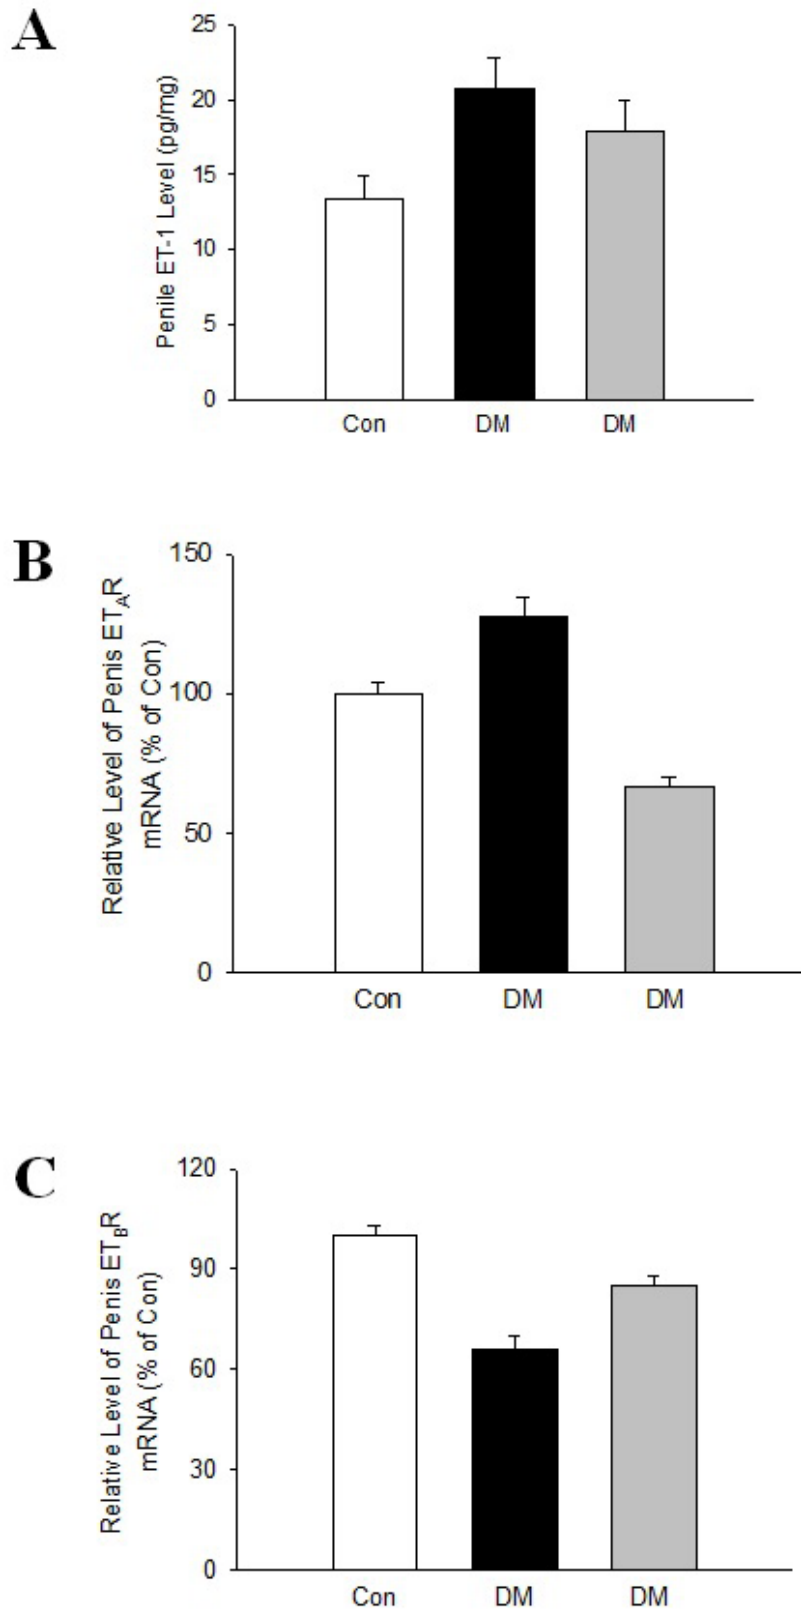 A
Penile ET-1 Level (pg/mg)
25
20
15
10
5
0
Con DM DM
B
Relative Level of Penis ETAR
mRNA (% of Con)
150
100
50
0
Con DM DM
C
Relative Level of Penis ETBR
mRNA (% of Con)
120
90
60
30
0
Con DM DM